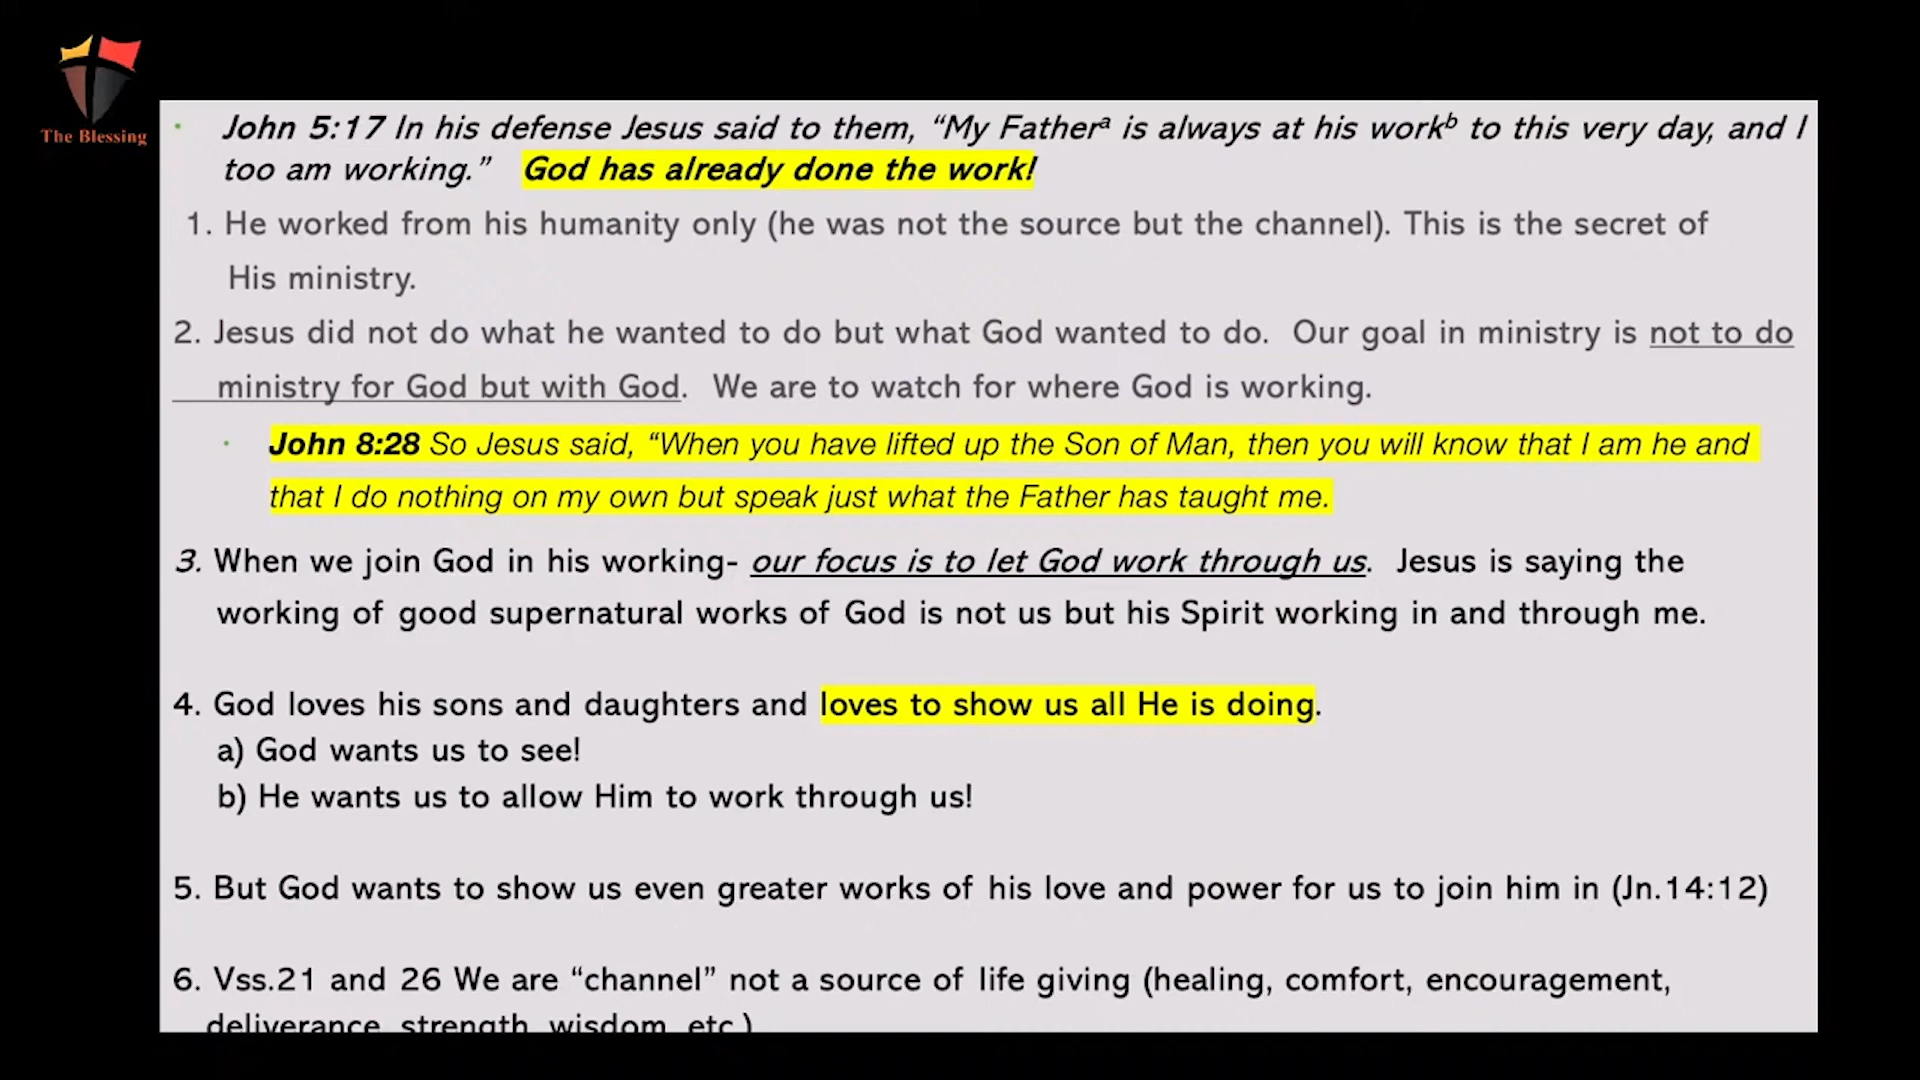 The Blessing
· John 5:17 In his defense Jesus said to them, “My Fatherᵃ is always at his workᵇ to this very day, and I
too am working.” God has already done the work!
1. He worked from his humanity only (he was not the source but the channel). This is the secret of
His ministry.
2. Jesus did not do what he wanted to do but what God wanted to do. Our goal in ministry is not to do
ministry for God but with God. We are to watch for where God is working.
· John 8:28 So Jesus said, “When you have lifted up the Son of Man, then you will know that I am he and
that I do nothing on my own but speak just what the Father has taught me.
3. When we join God in his working- our focus is to let God work through us. Jesus is saying the
working of good supernatural works of God is not us but his Spirit working in and through me.
4. God loves his sons and daughters and loves to show us all He is doing.
a) God wants us to see!
b) He wants us to allow Him to work through us!
5. But God wants to show us even greater works of his love and power for us to join him in (Jn.14:12)
6. Vss.21 and 26 We are “channel” not a source of life giving (healing, comfort, encouragement,
deliverance, strength, wisdom, etc.)